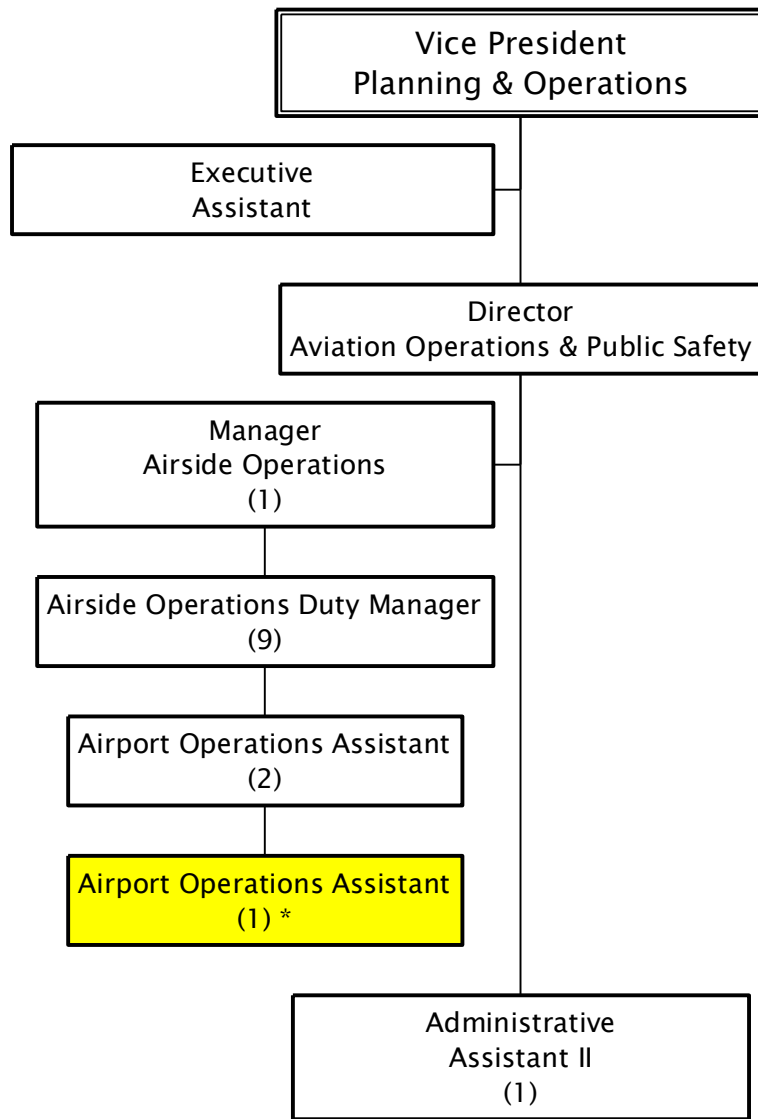 Vice President
Planning & Operations
Executive
Assistant
Director
Aviation Operations & Public Safety
Manager
Airside Operations
(1)
Airside Operations Duty Manager
(9)
Airport Operations Assistant
(2)
Airport Operations Assistant
(1) *
Administrative
Assistant II
(1)